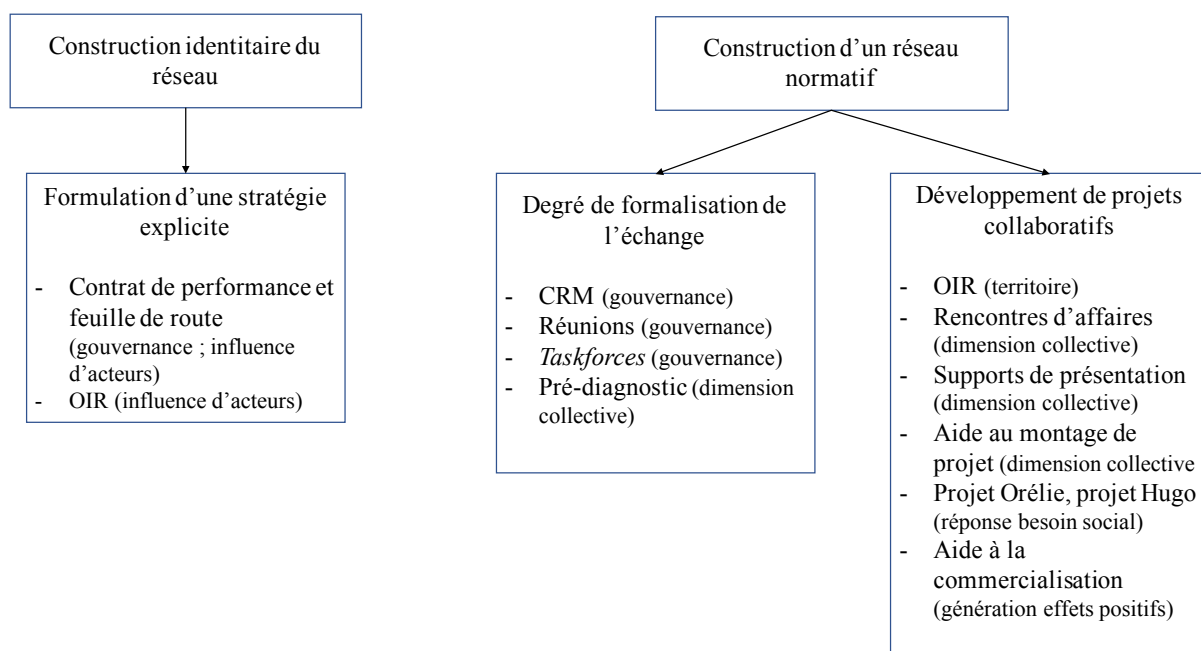 Construction identitaire du
réseau
Formulation d’une stratégie
explicite
- Contrat de performance et
feuille de route
(gouvernance ; influence
d’acteurs)
- OIR (influence d’acteurs)
Construction d’un réseau
normatif
Degré de formalisation de
l’échange
- CRM (gouvernance)
- Réunions (gouvernance)
- Taskforces (gouvernance)
- Pré-diagnostic (dimension
collective)
Développement de projets
collaboratifs
- OIR (territoire)
- Rencontres d’affaires
(dimension collective)
- Supports de présentation
(dimension collective)
- Aide au montage de
projet (dimension collective
- Projet Orélie, projet Hugo
(réponse besoin social)
- Aide à la
commercialisation
(génération effets positifs)